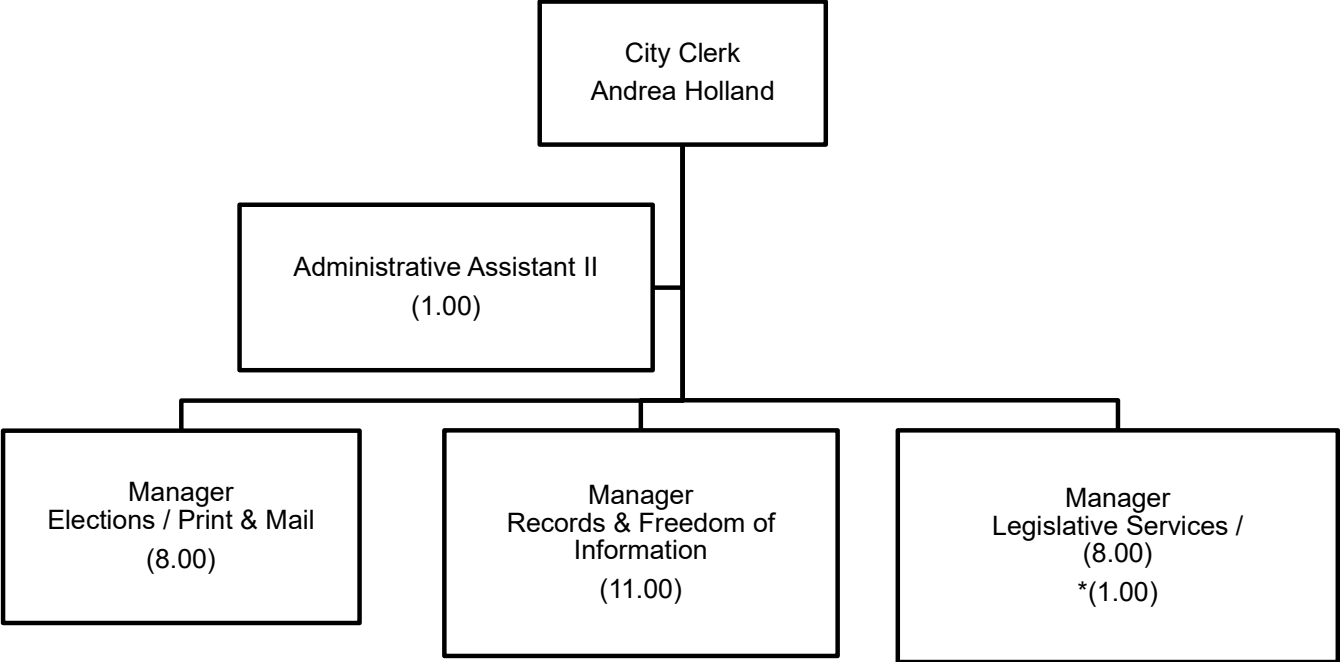 City Clerk
Andrea Holland
Administrative Assistant II
(1.00)
Manager
Elections / Print & Mail
(8.00)
Manager
Records & Freedom of
Information
(11.00)
Manager
Legislative Services /
(8.00)
*(1.00)